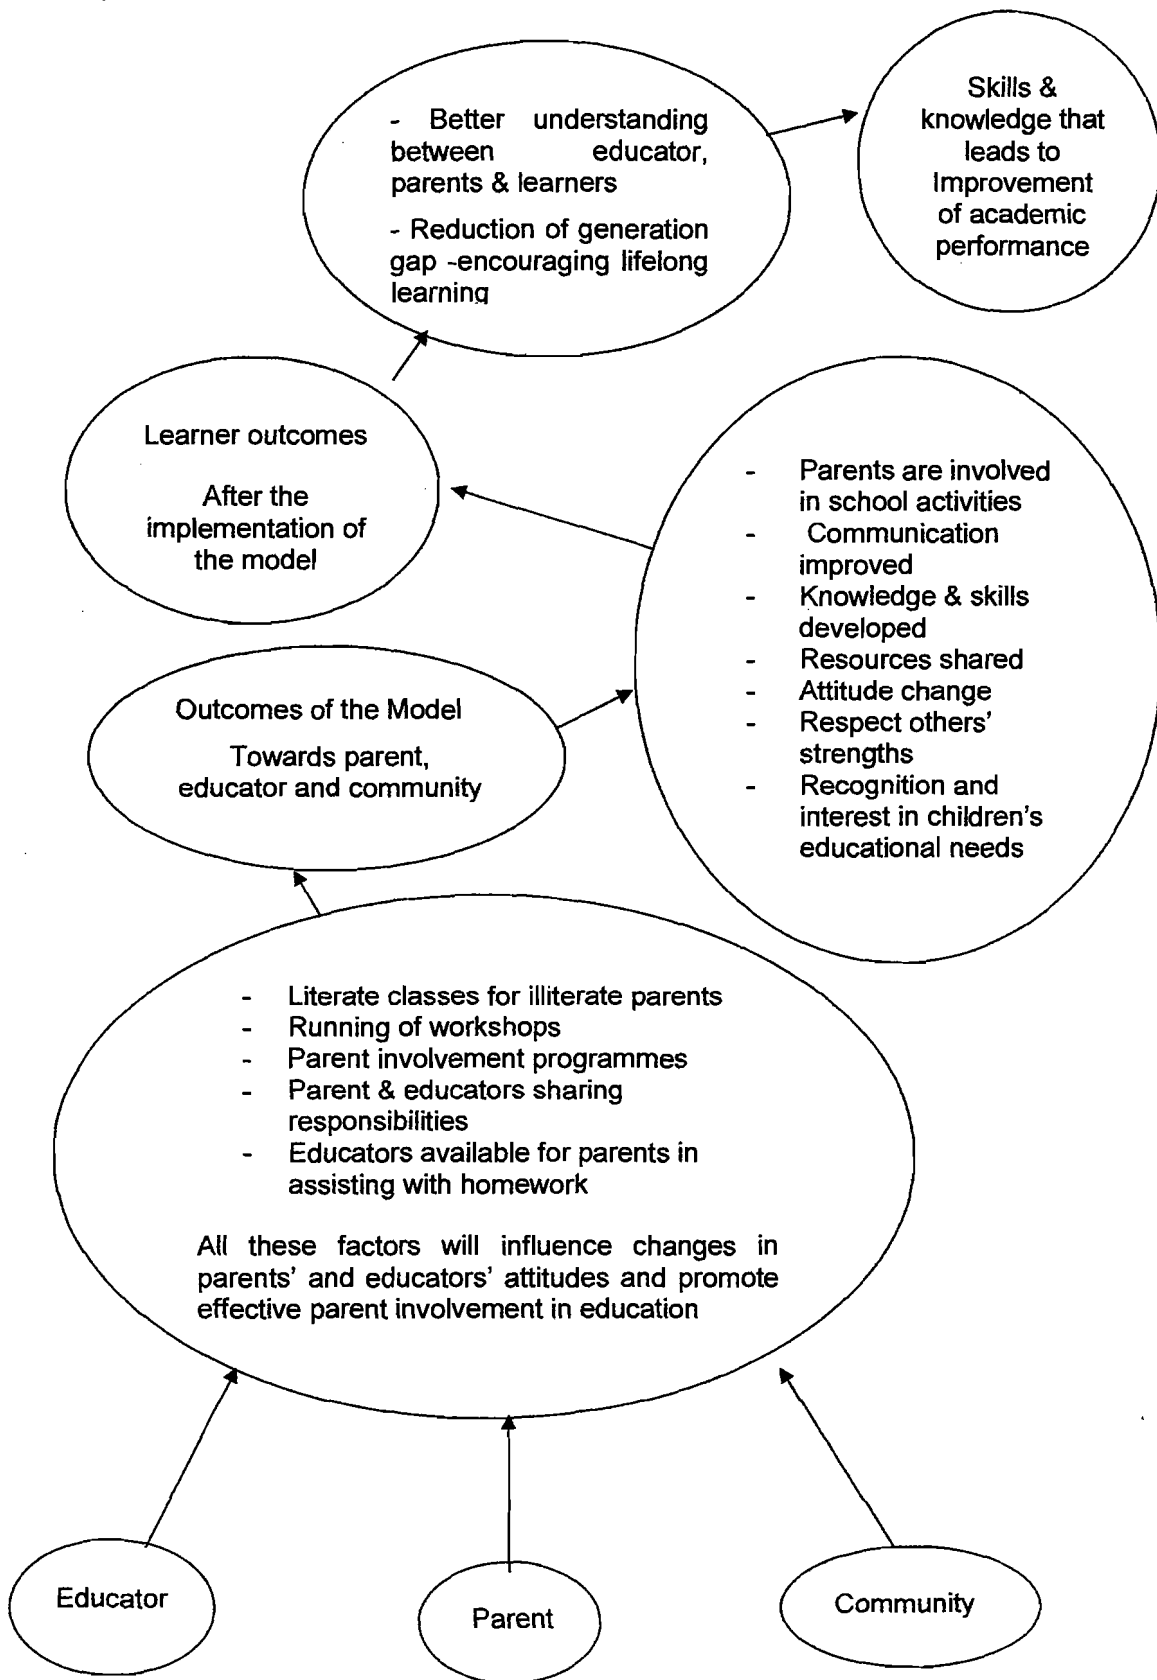 - Better understanding
between educator,
parents & learners
- Reduction of generation
gap -encouraging lifelong
learning
Skills &
knowledge that
leads to
Improvement
of academic
performance
Learner outcomes
After the
implementation of
the model
- Parents are involved
in school activities
- Communication
improved
- Knowledge & skills
developed
- Resources shared
- Attitude change
- Respect others'
strengths
- Recognition and
interest in children's
educational needs
Outcomes of the Model
Towards parent,
educator and community
- Literate classes for illiterate parents
- Running of workshops
- Parent involvement programmes
- Parent & educators sharing
responsibilities
- Educators available for parents in
assisting with homework
All these factors will influence changes in
parents' and educators' attitudes and promote
effective parent involvement in education
Educator
Parent
Community